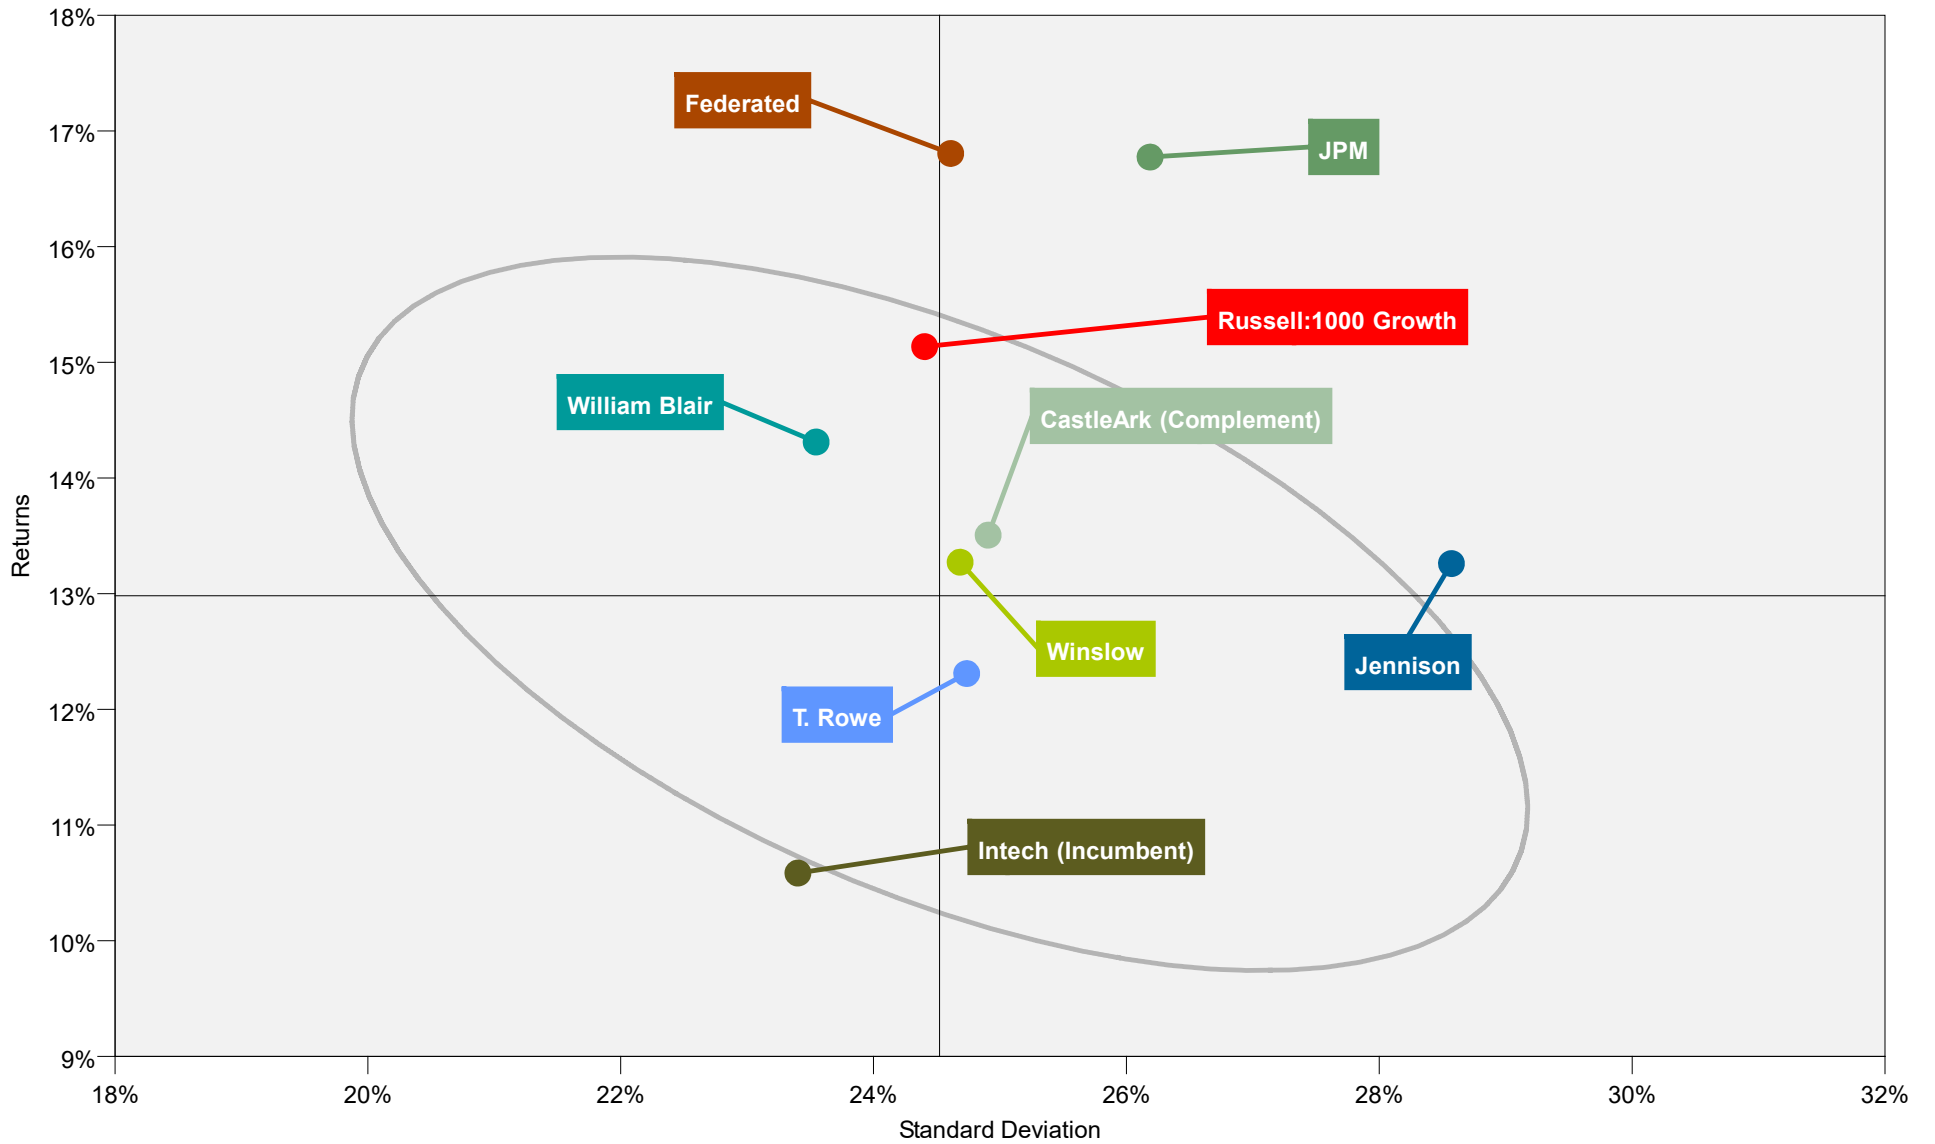 18%
Federated
17%
JPM
16%
Russell:1000 Growth
15%
William Blair
CastleArk (Complement)
14%
Returns
13%
Winslow
Jennison
T. Rowe
12%
11%
Intech (Incumbent)
10%
9%
18% 20% 22% 24% 26% 28% 30% 32%
Standard Deviation